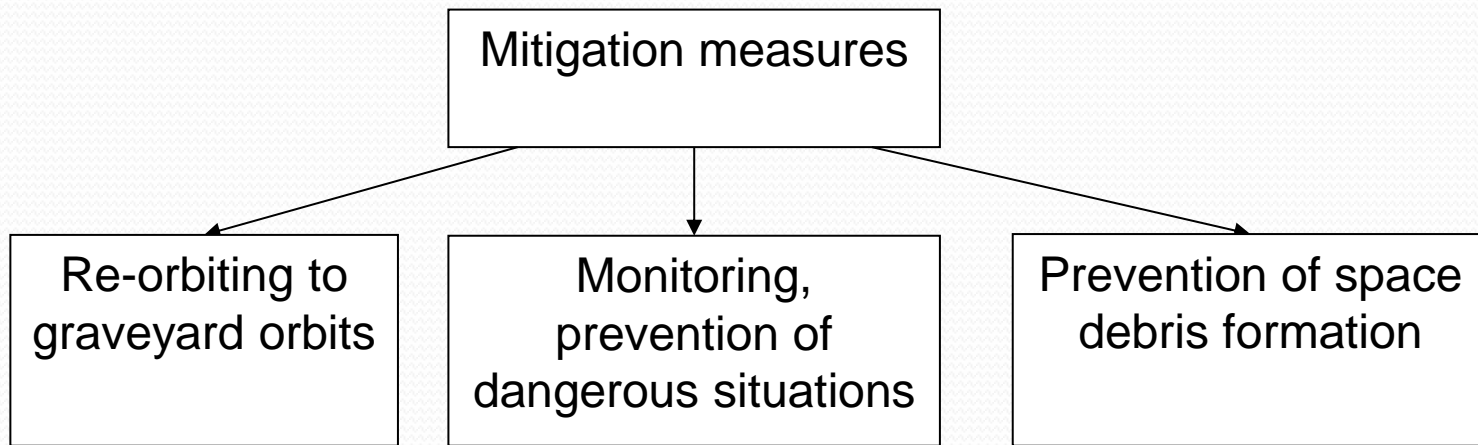 Mitigation measures
Re-orbiting to
graveyard orbits
Monitoring,
prevention of
dangerous situations
Prevention of space
debris formation